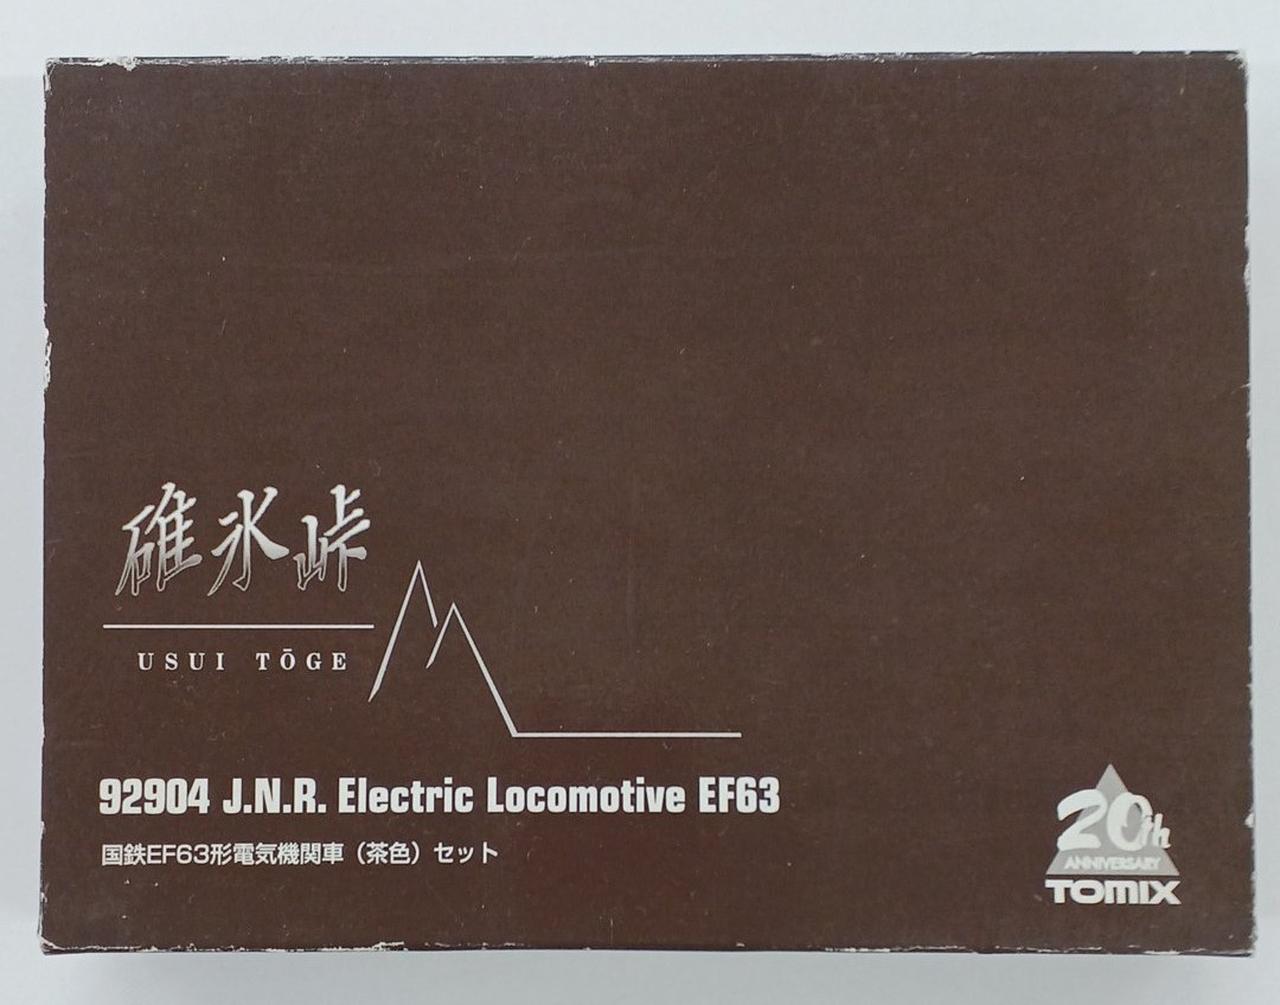 碓氷峠
USUI TŌGE
92904 J.N.R. Electric Locomotive EF63
国鉄EF63形電気機関車（茶色）セット
20th
ANNIVERSARY
TOMIX